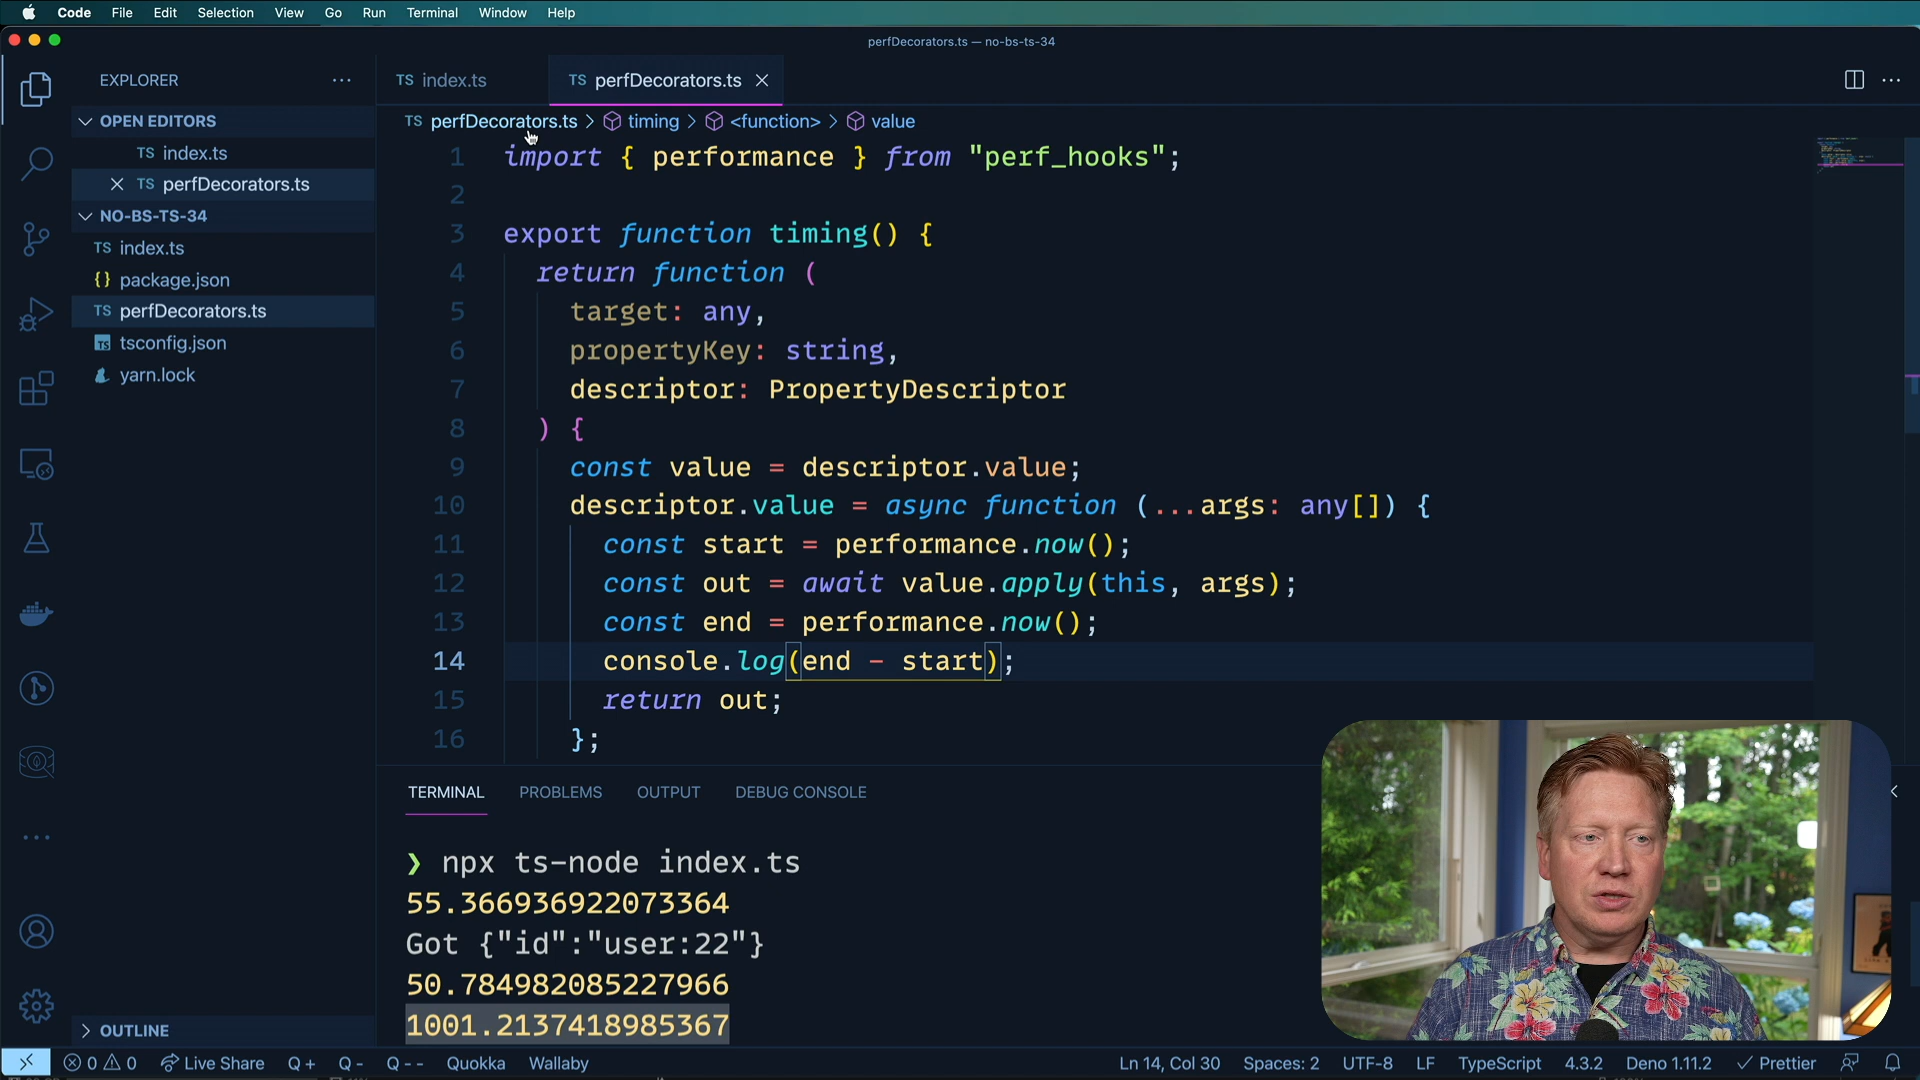 Code File Edit Selection View Go Run Terminal Window Help
perfDecorators.ts — no-bs-ts-34
EXPLORER
TS index.ts
TS perfDecorators.ts
OPEN EDITORS
TS index.ts
TS perfDecorators.ts
NO-BS-TS-34
TS index.ts
{} package.json
TS perfDecorators.ts
TS tsconfig.json
yarn.lock
OUTLINE
TS perfDecorators.ts > timing > <function> > value
1 import { performance } from "perf_hooks";
2
3 export function timing() {
4 return function (
5 target: any,
6 propertyKey: string,
7 descriptor: PropertyDescriptor
8 ) {
9 const value = descriptor.value;
10 descriptor.value = async function (...args: any[]) {
11 const start = performance.now();
12 const out = await value.apply(this, args);
13 const end = performance.now();
14 console.log(end - start);
15 return out;
16 };
TERMINAL PROBLEMS OUTPUT DEBUG CONSOLE
❯ npx ts-node index.ts
55.366936922073364
Got {"id":"user:22"}
50.784982085227966
1001.2137418985367
0 0 Live Share Q+ Q- Q-- Quokka Wallaby Ln 14, Col 30 Spaces: 2 UTF-8 LF TypeScript 4.3.2 Deno 1.11.2 Prettier